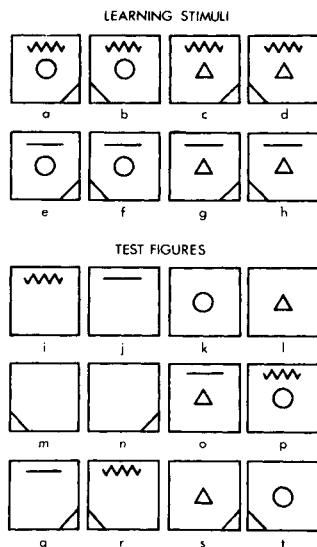 LEARNING STIMULI
a b c d
e f g h
TEST FIGURES
i j k l
m n o p
q r s t